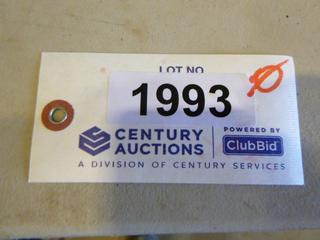 LOT NO.
1993
CENTURY
AUCTIONS
POWERED BY
ClubBid
A DIVISION OF CENTURY SERVICES